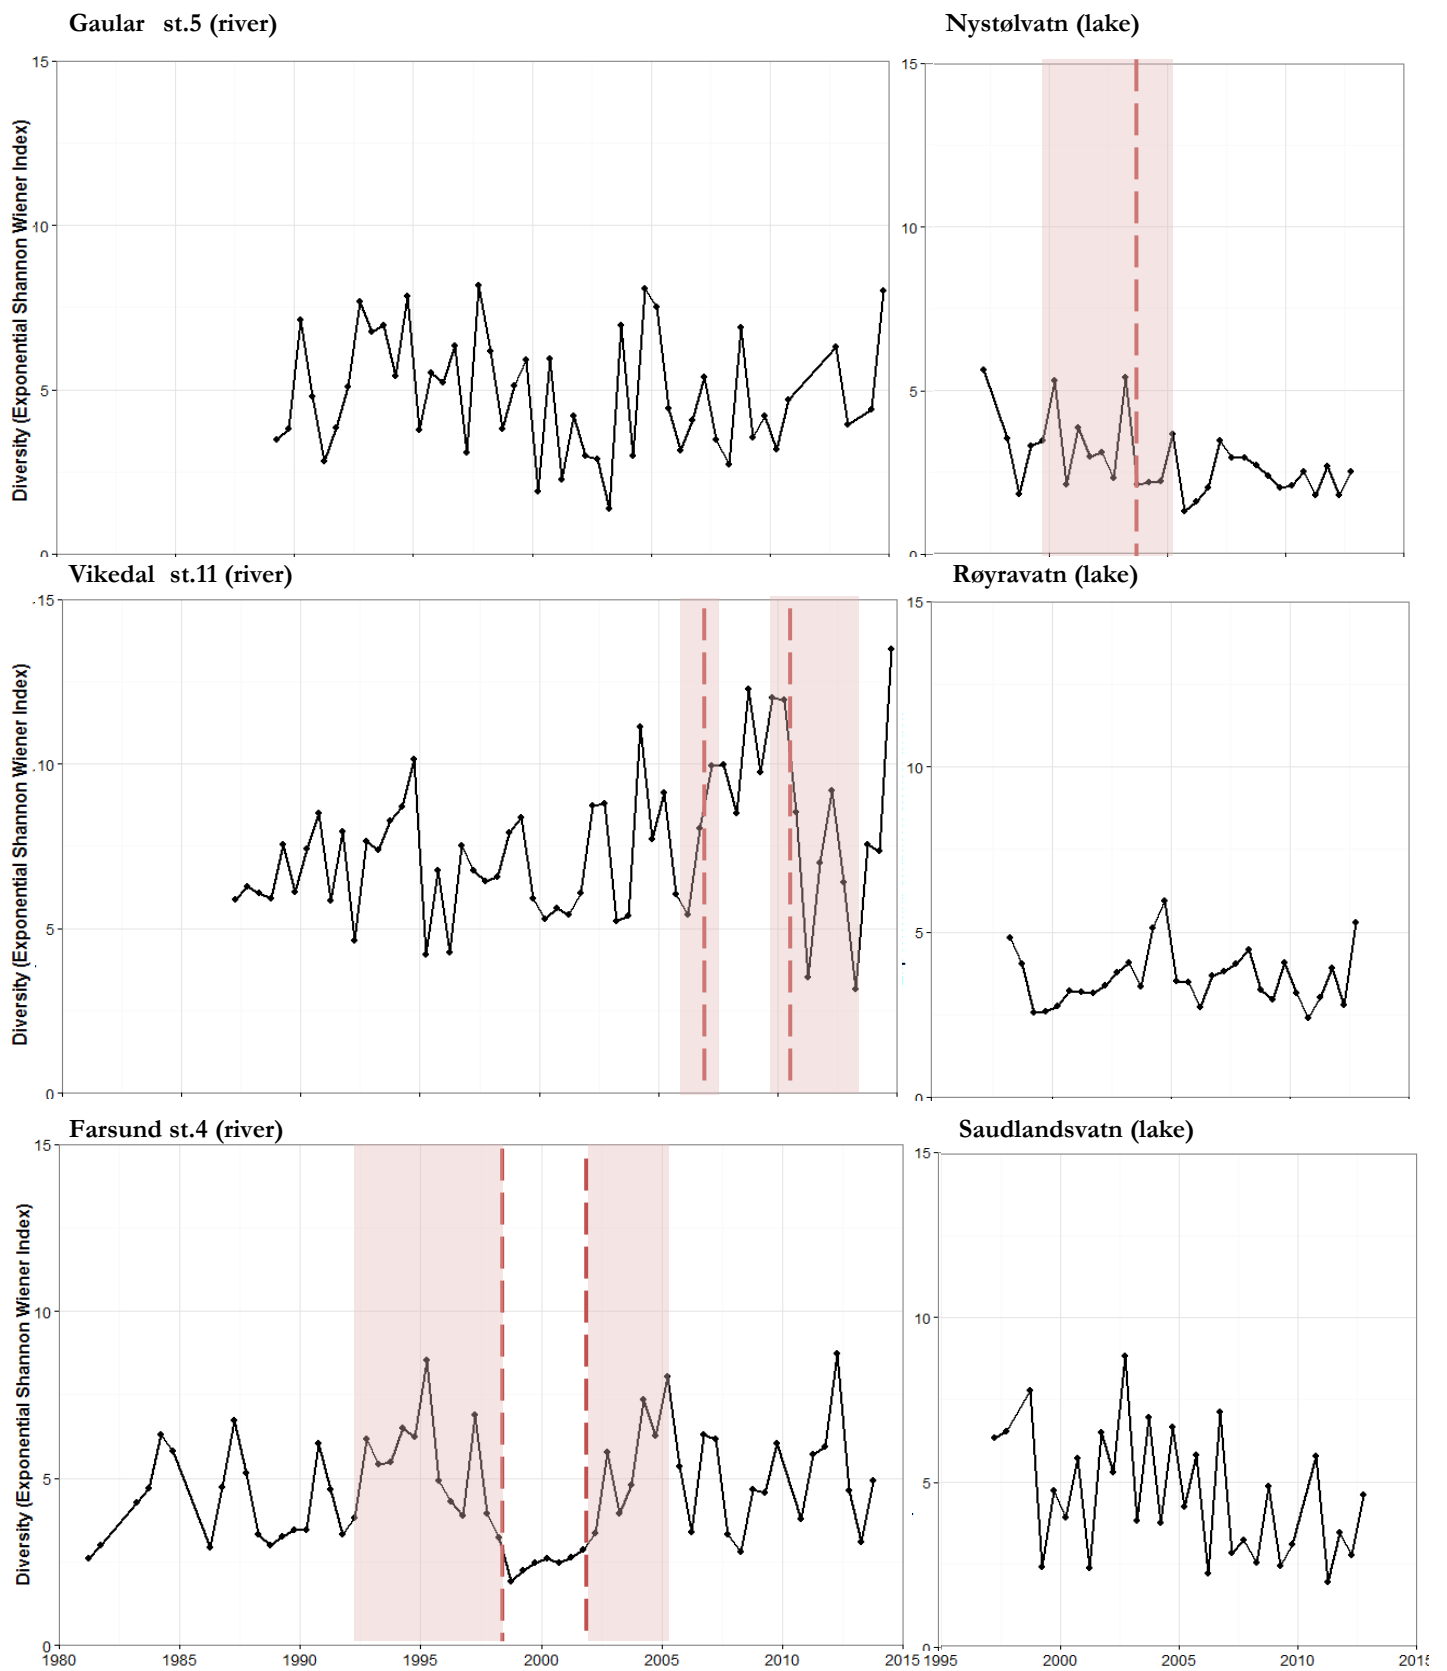 Gaular st.5 (river)
Nystølvatn (lake)
Diversity (Exponential Shannon Wiener Index)
15
10
5
0
15
10
5
0
Vikedal st.11 (river)
Røyravatn (lake)
Diversity (Exponential Shannon Wiener Index)
15
10
5
0
15
10
5
0
Farsund st.4 (river)
Saudlandsvatn (lake)
Diversity (Exponential Shannon Wiener Index)
15
10
5
0
15
10
5
0
1980 1985 1990 1995 2000 2005 2010 2015
1995 2000 2005 2010 2015